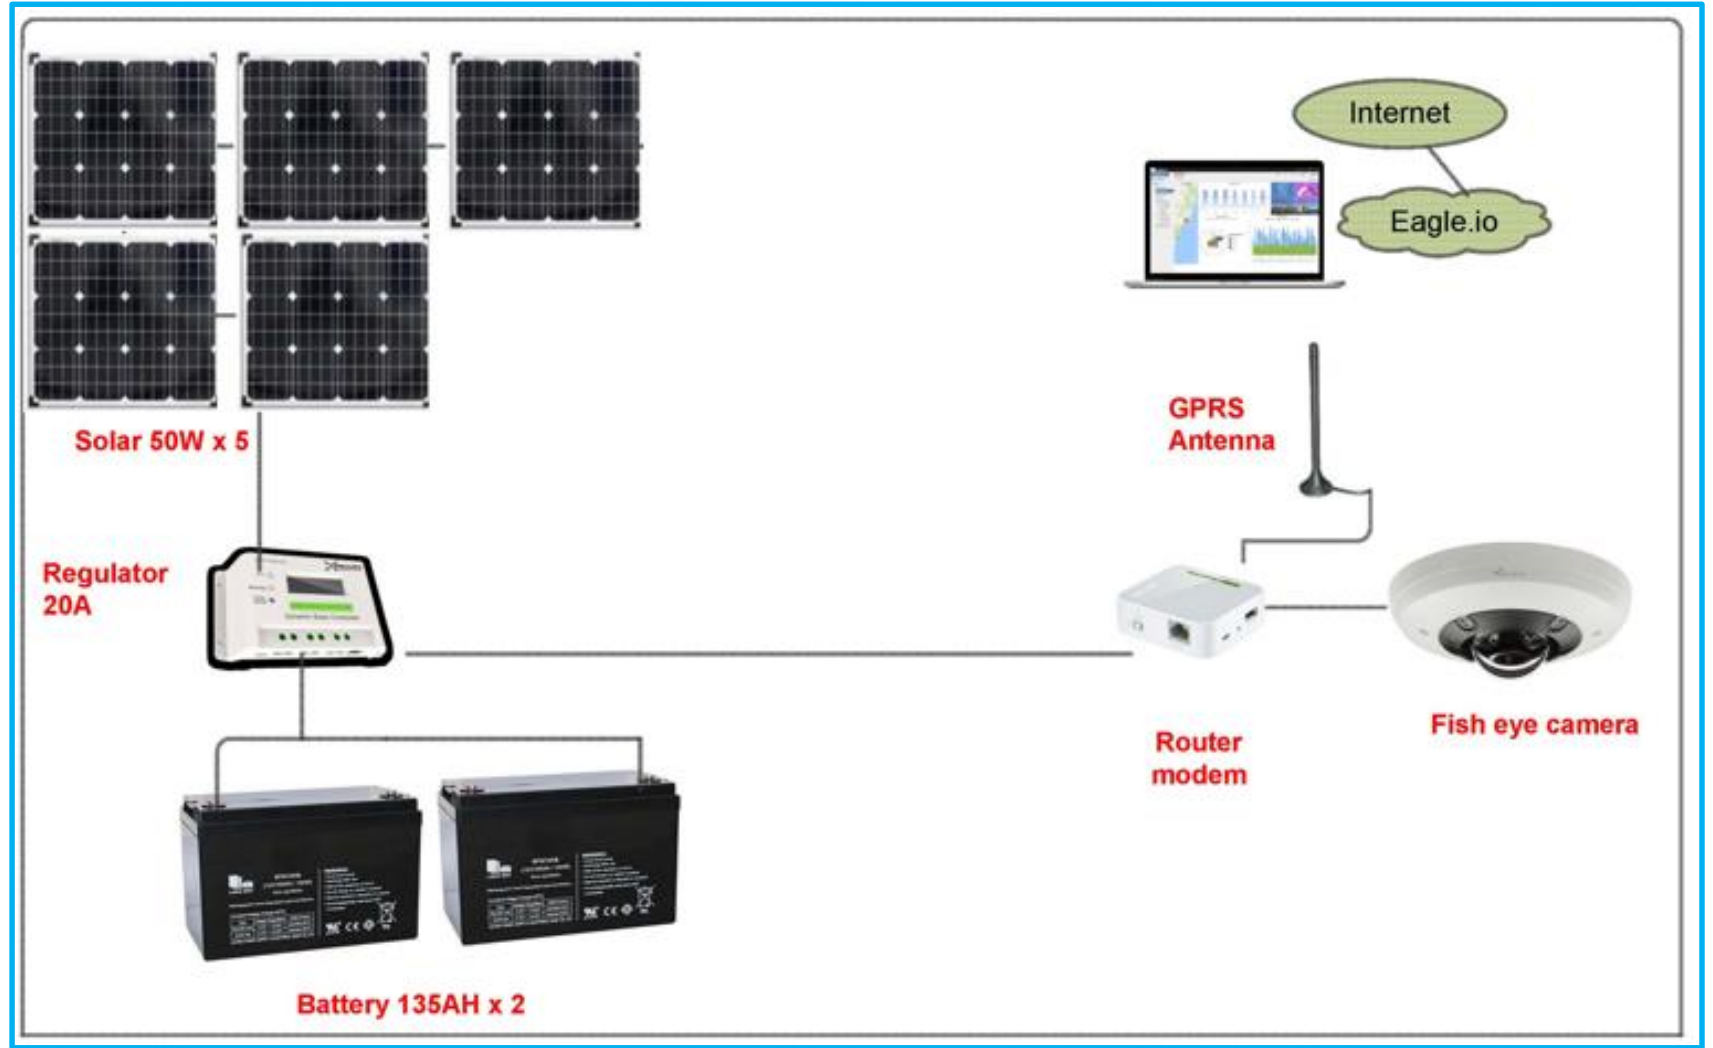 Internet
Eagle.io
GPRS
Antenna
Solar 50W x 5
Regulator
20A
Fish eye camera
Router
modem
Battery 135AH x 2